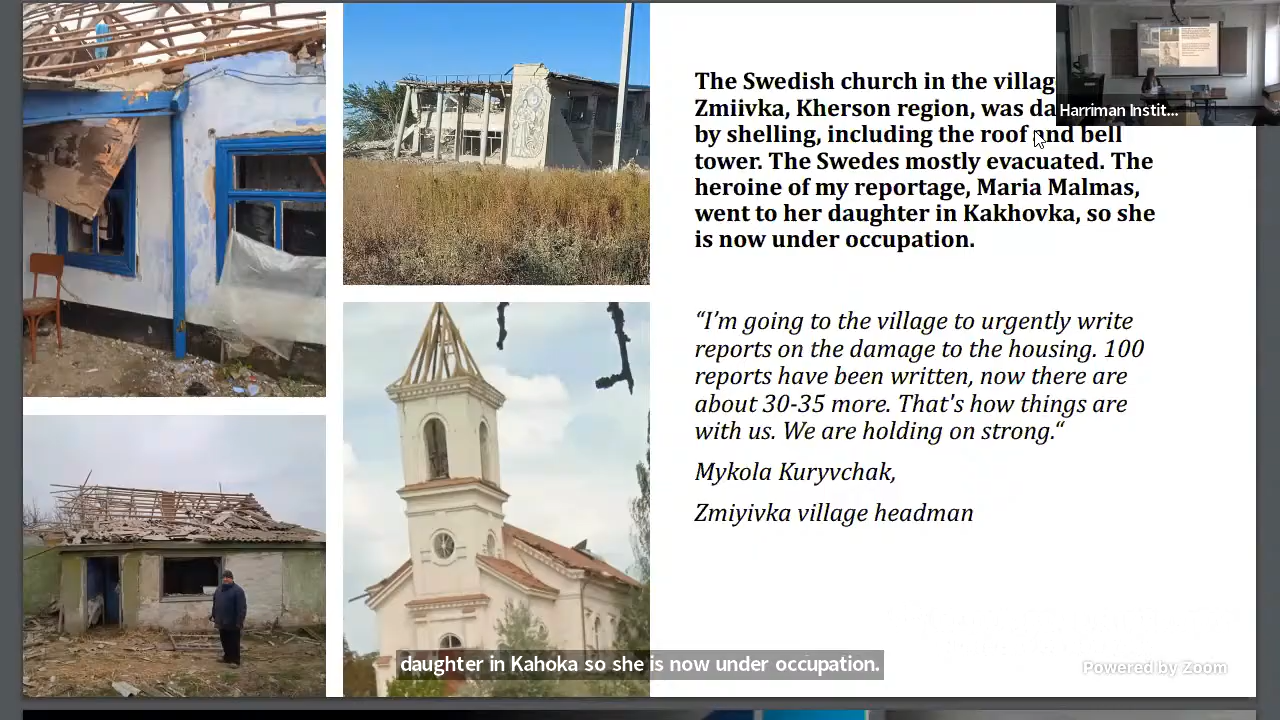 The Swedish church in the villag
Zmiivka, Kherson region, was da
Harriman Instit...
by shelling, including the roof and bell
tower. The Swedes mostly evacuated. The
heroine of my reportage, Maria Malmas,
went to her daughter in Kakhovka, so she
is now under occupation.
“I’m going to the village to urgently write
reports on the damage to the housing. 100
reports have been written, now there are
about 30-35 more. That's how things are
with us. We are holding on strong.“
Mykola Kuryvchak,
Zmiyivka village headman
daughter in Kahoka so she is now under occupation.
Powered by Zoom